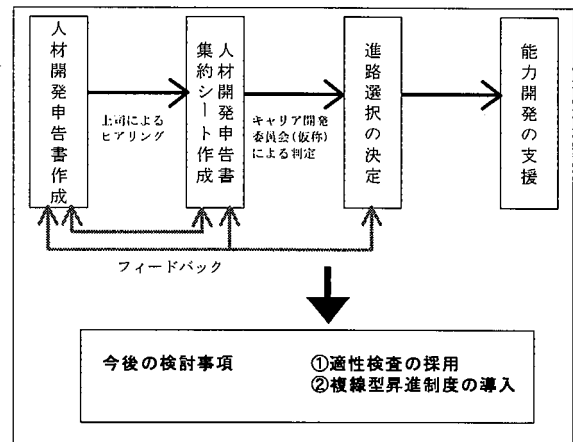 人材開発申告書作成
上司による
ヒアリング
人材開発申告書
集約シート作成
キャリア開発
委員会(仮称)
による判定
進路選択の決定
能力開発の支援
フィードバック
今後の検討事項
①適性検査の採用
②複線型昇進制度の導入